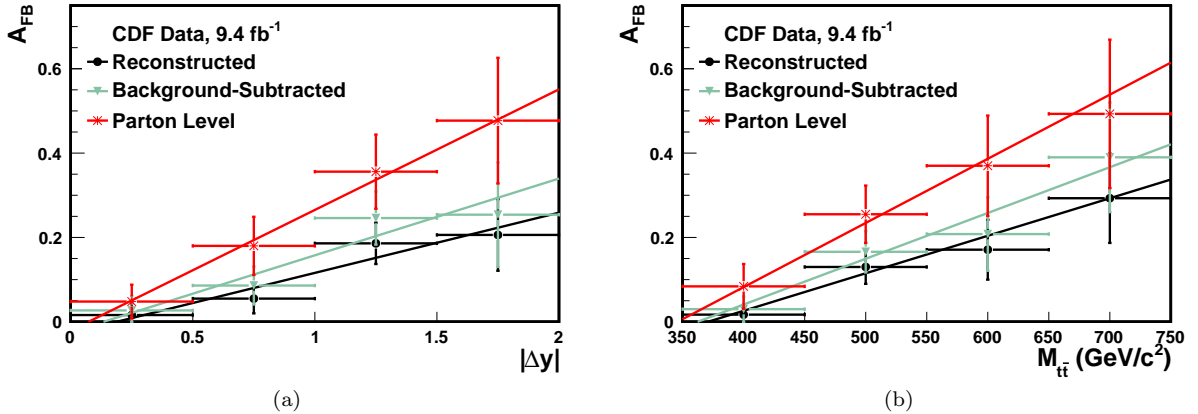 A_FB
CDF Data, 9.4 fb⁻¹
Reconstructed
Background-Subtracted
Parton Level
0.6
0.4
0.2
0
0 0.5 1 1.5 2
|Δy|
(a)
A_FB
CDF Data, 9.4 fb⁻¹
Reconstructed
Background-Subtracted
Parton Level
0.6
0.4
0.2
0
350 400 450 500 550 600 650 700 750
M_tt̄ (GeV/c²)
(b)